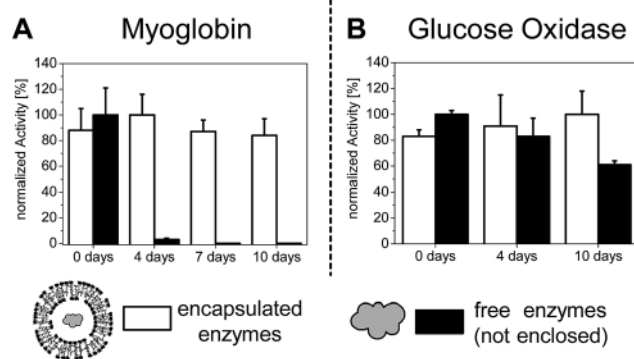 A Myoglobin
normalized Activity [%]
140
120
100
80
60
40
20
0
0 days 4 days 7 days 10 days
encapsulated
enzymes
B Glucose Oxidase
normalized Activity [%]
140
120
100
80
60
40
20
0
0 days 4 days 10 days
free enzymes
(not enclosed)